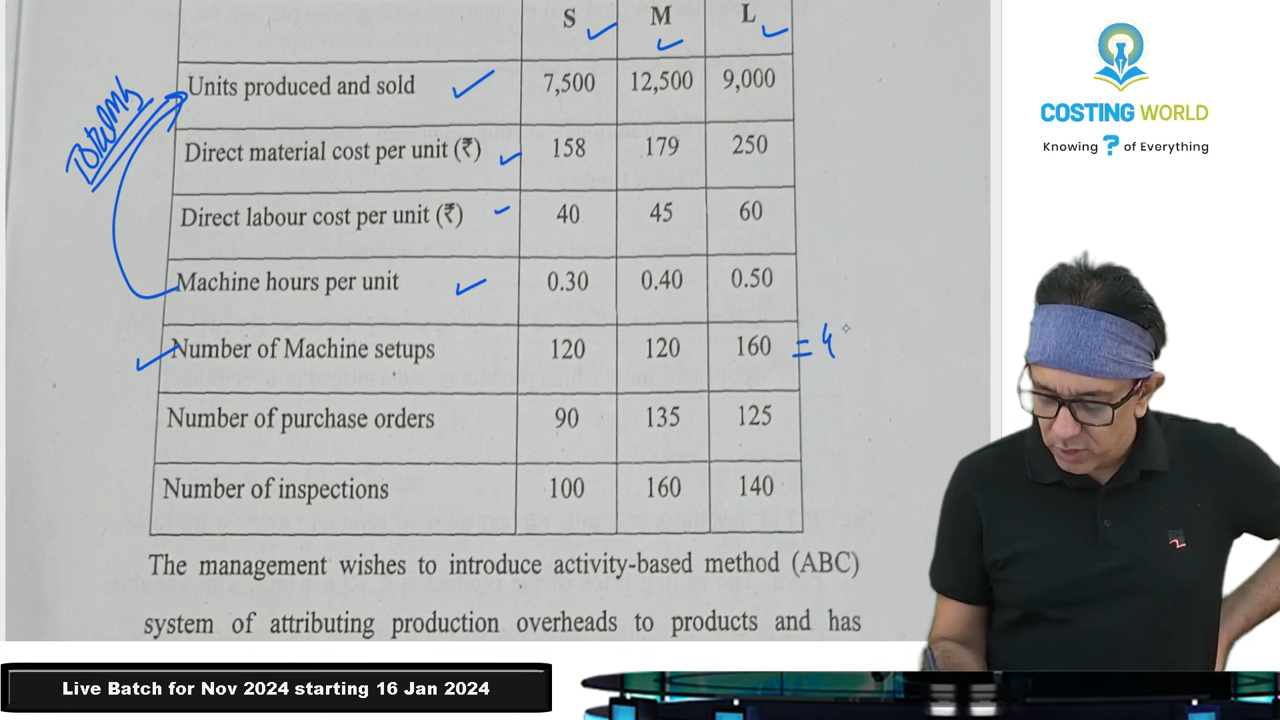 S M L
Units produced and sold 7,500 12,500 9,000
Direct material cost per unit (₹) 158 179 250
Direct labour cost per unit (₹) 40 45 60
Machine hours per unit 0.30 0.40 0.50
Number of Machine setups 120 120 160 = 4
Number of purchase orders 90 135 125
Number of inspections 100 160 140
The management wishes to introduce activity-based method (ABC)
system of attributing production overheads to products and has
COSTING WORLD
Knowing ? of Everything
Live Batch for Nov 2024 starting 16 Jan 2024